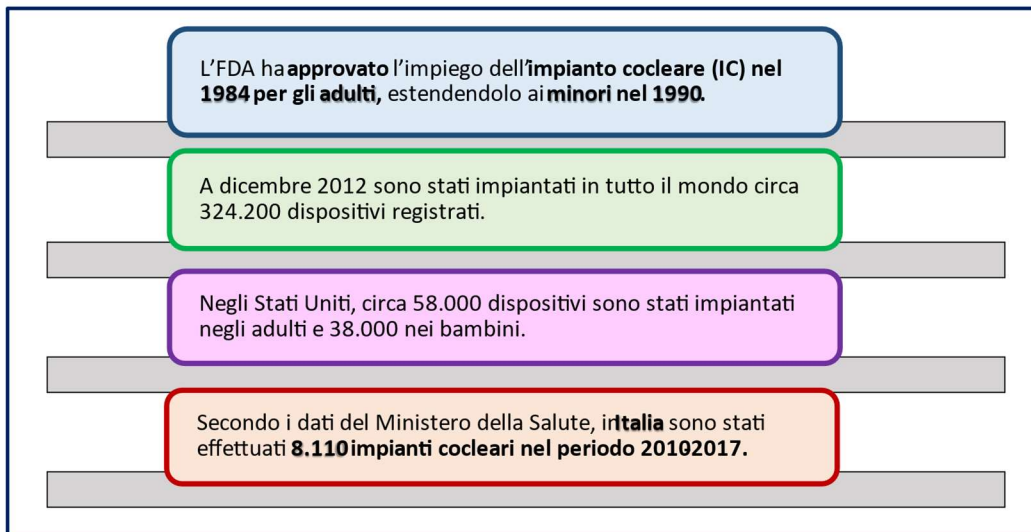 L’FDA ha approvato l’impiego dell’impianto cocleare (IC) nel
1984 per gli adulti, estendendolo ai minori nel 1990.
A dicembre 2012 sono stati impiantati in tutto il mondo circa
324.200 dispositivi registrati.
Negli Stati Uniti, circa 58.000 dispositivi sono stati impiantati
negli adulti e 38.000 nei bambini.
Secondo i dati del Ministero della Salute, in Italia sono stati
effettuati 8.110 impianti cocleari nel periodo 2010-2017.